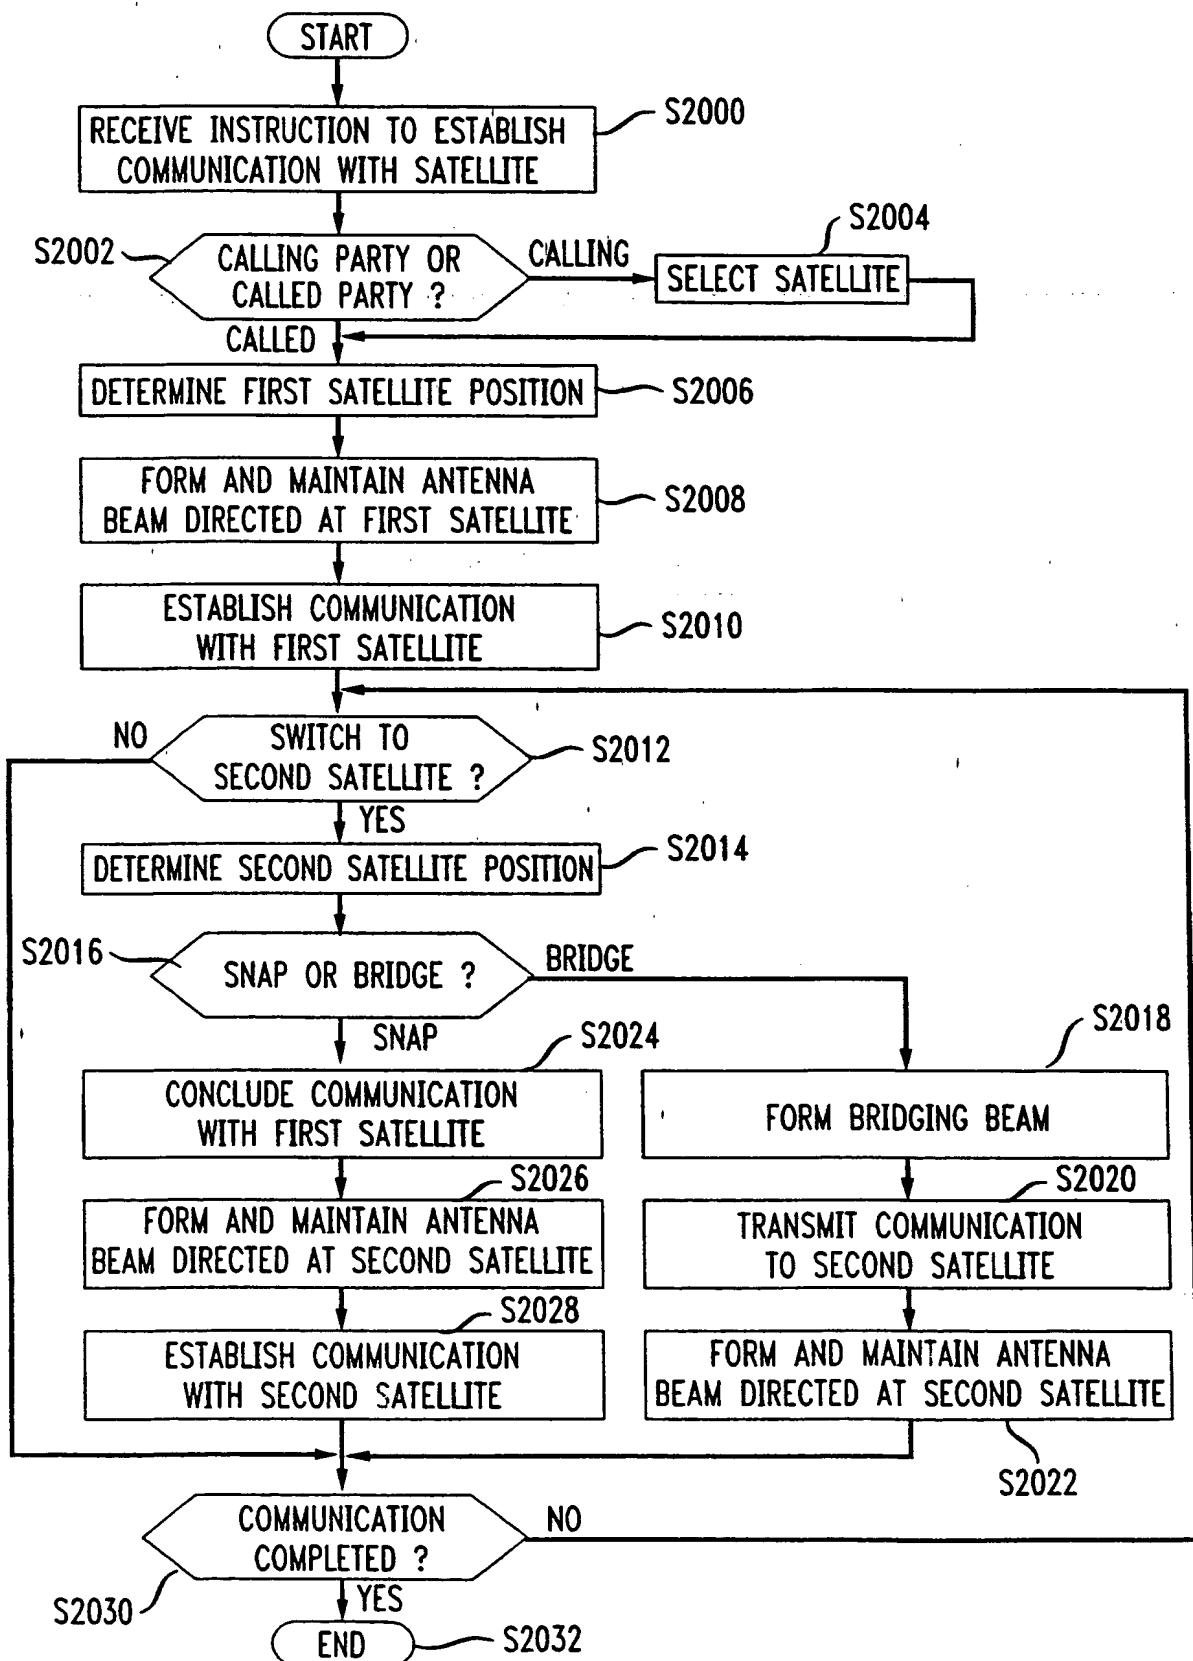 START
RECEIVE INSTRUCTION TO ESTABLISH
COMMUNICATION WITH SATELLITE
S2000
S2002
CALLING PARTY OR
CALLED PARTY ?
CALLING
S2004
SELECT SATELLITE
CALLED
DETERMINE FIRST SATELLITE POSITION
S2006
FORM AND MAINTAIN ANTENNA
BEAM DIRECTED AT FIRST SATELLITE
S2008
ESTABLISH COMMUNICATION
WITH FIRST SATELLITE
S2010
NO
SWITCH TO
SECOND SATELLITE ?
S2012
YES
DETERMINE SECOND SATELLITE POSITION
S2014
S2016
SNAP OR BRIDGE ?
BRIDGE
SNAP
S2024
CONCLUDE COMMUNICATION
WITH FIRST SATELLITE
S2018
FORM BRIDGING BEAM
S2026
FORM AND MAINTAIN ANTENNA
BEAM DIRECTED AT SECOND SATELLITE
S2020
TRANSMIT COMMUNICATION
TO SECOND SATELLITE
S2028
ESTABLISH COMMUNICATION
WITH SECOND SATELLITE
FORM AND MAINTAIN ANTENNA
BEAM DIRECTED AT SECOND SATELLITE
S2022
COMMUNICATION
COMPLETED ?
NO
S2030
YES
END
S2032